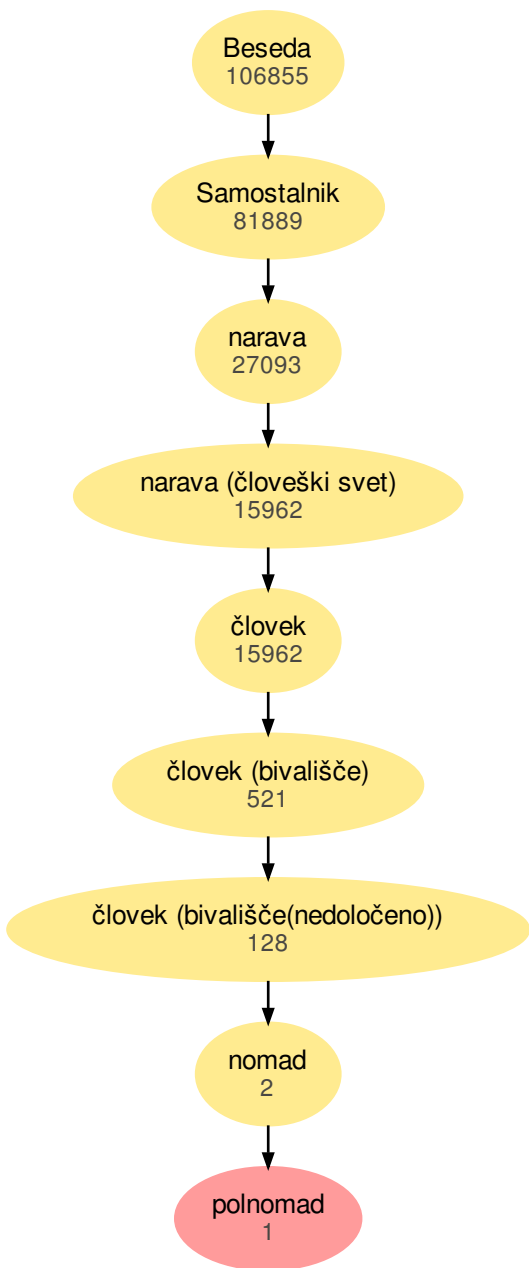 Beseda
106855
Samostalnik
81889
narava
27093
narava (človeški svet)
15962
človek
15962
človek (bivališče)
521
človek (bivališče(nedoločeno))
128
nomad
2
polnomad
1